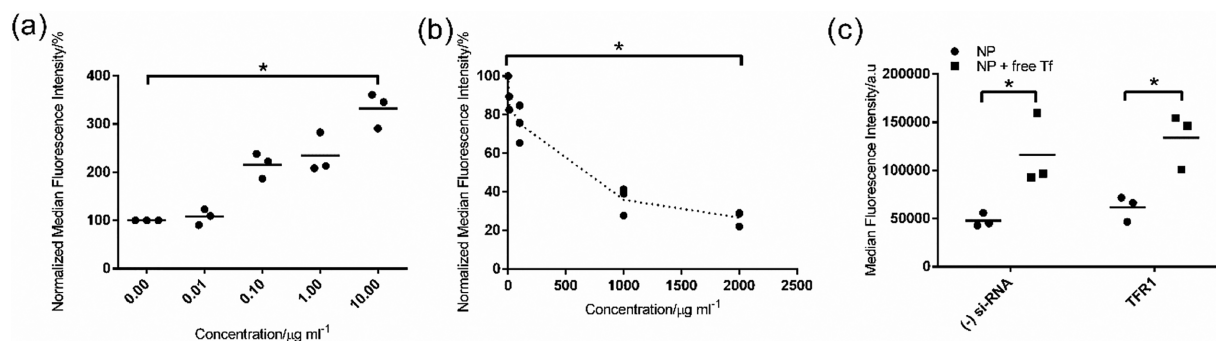 (a)
Normalized Median Fluorescence Intensity/%
400
300
200
100
0
*
0.00
0.01
0.10
1.00
10.00
Concentration/μg ml⁻¹
(b)
Normalized Median Fluorescence Intensity/%
100
80
60
40
20
0
*
0
500
1000
1500
2000
2500
Concentration/μg ml⁻¹
(c)
NP
NP + free Tf
Median Fluorescence Intensity/a.u
200000
150000
100000
50000
0
*
*
(-) si-RNA
TFR1